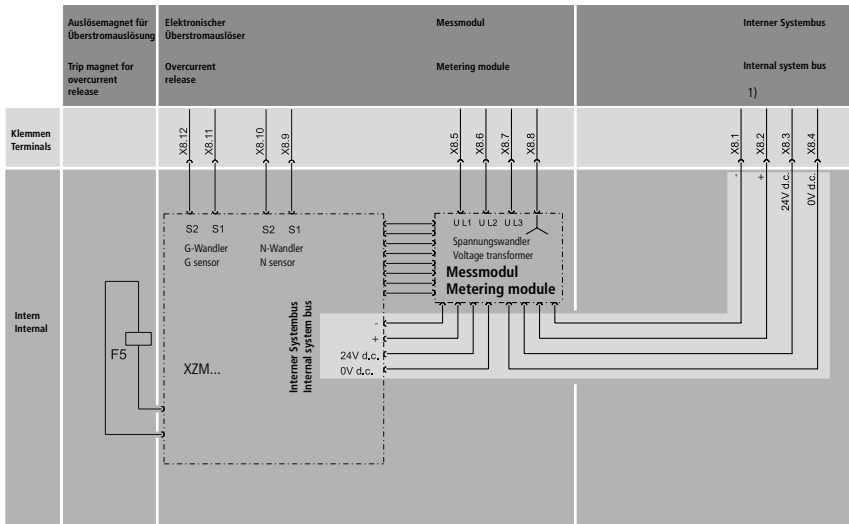 Auslösemagnet für
Überstromauslösung
Trip magnet for
overcurrent
release
Elektronischer
Überstromauslöser
Overcurrent
release
Messmodul
Metering module
Interner Systembus
Internal system bus
1)
Klemmen
Terminals
X8.12
X8.11
X8.10
X8.9
X8.5
X8.6
X8.7
X8.8
X8.1
X8.2
X8.3
X8.4
-
+
24V d.c.
0V d.c.
Intern
Internal
S2 S1
G-Wandler
G sensor
S2 S1
N-Wandler
N sensor
U L1 U L2 U L3
Spannungswandler
Voltage transformer
Messmodul
Metering module
Interner Systembus
Internal system bus
-
+
24V d.c.
0V d.c.
F5
XZM...